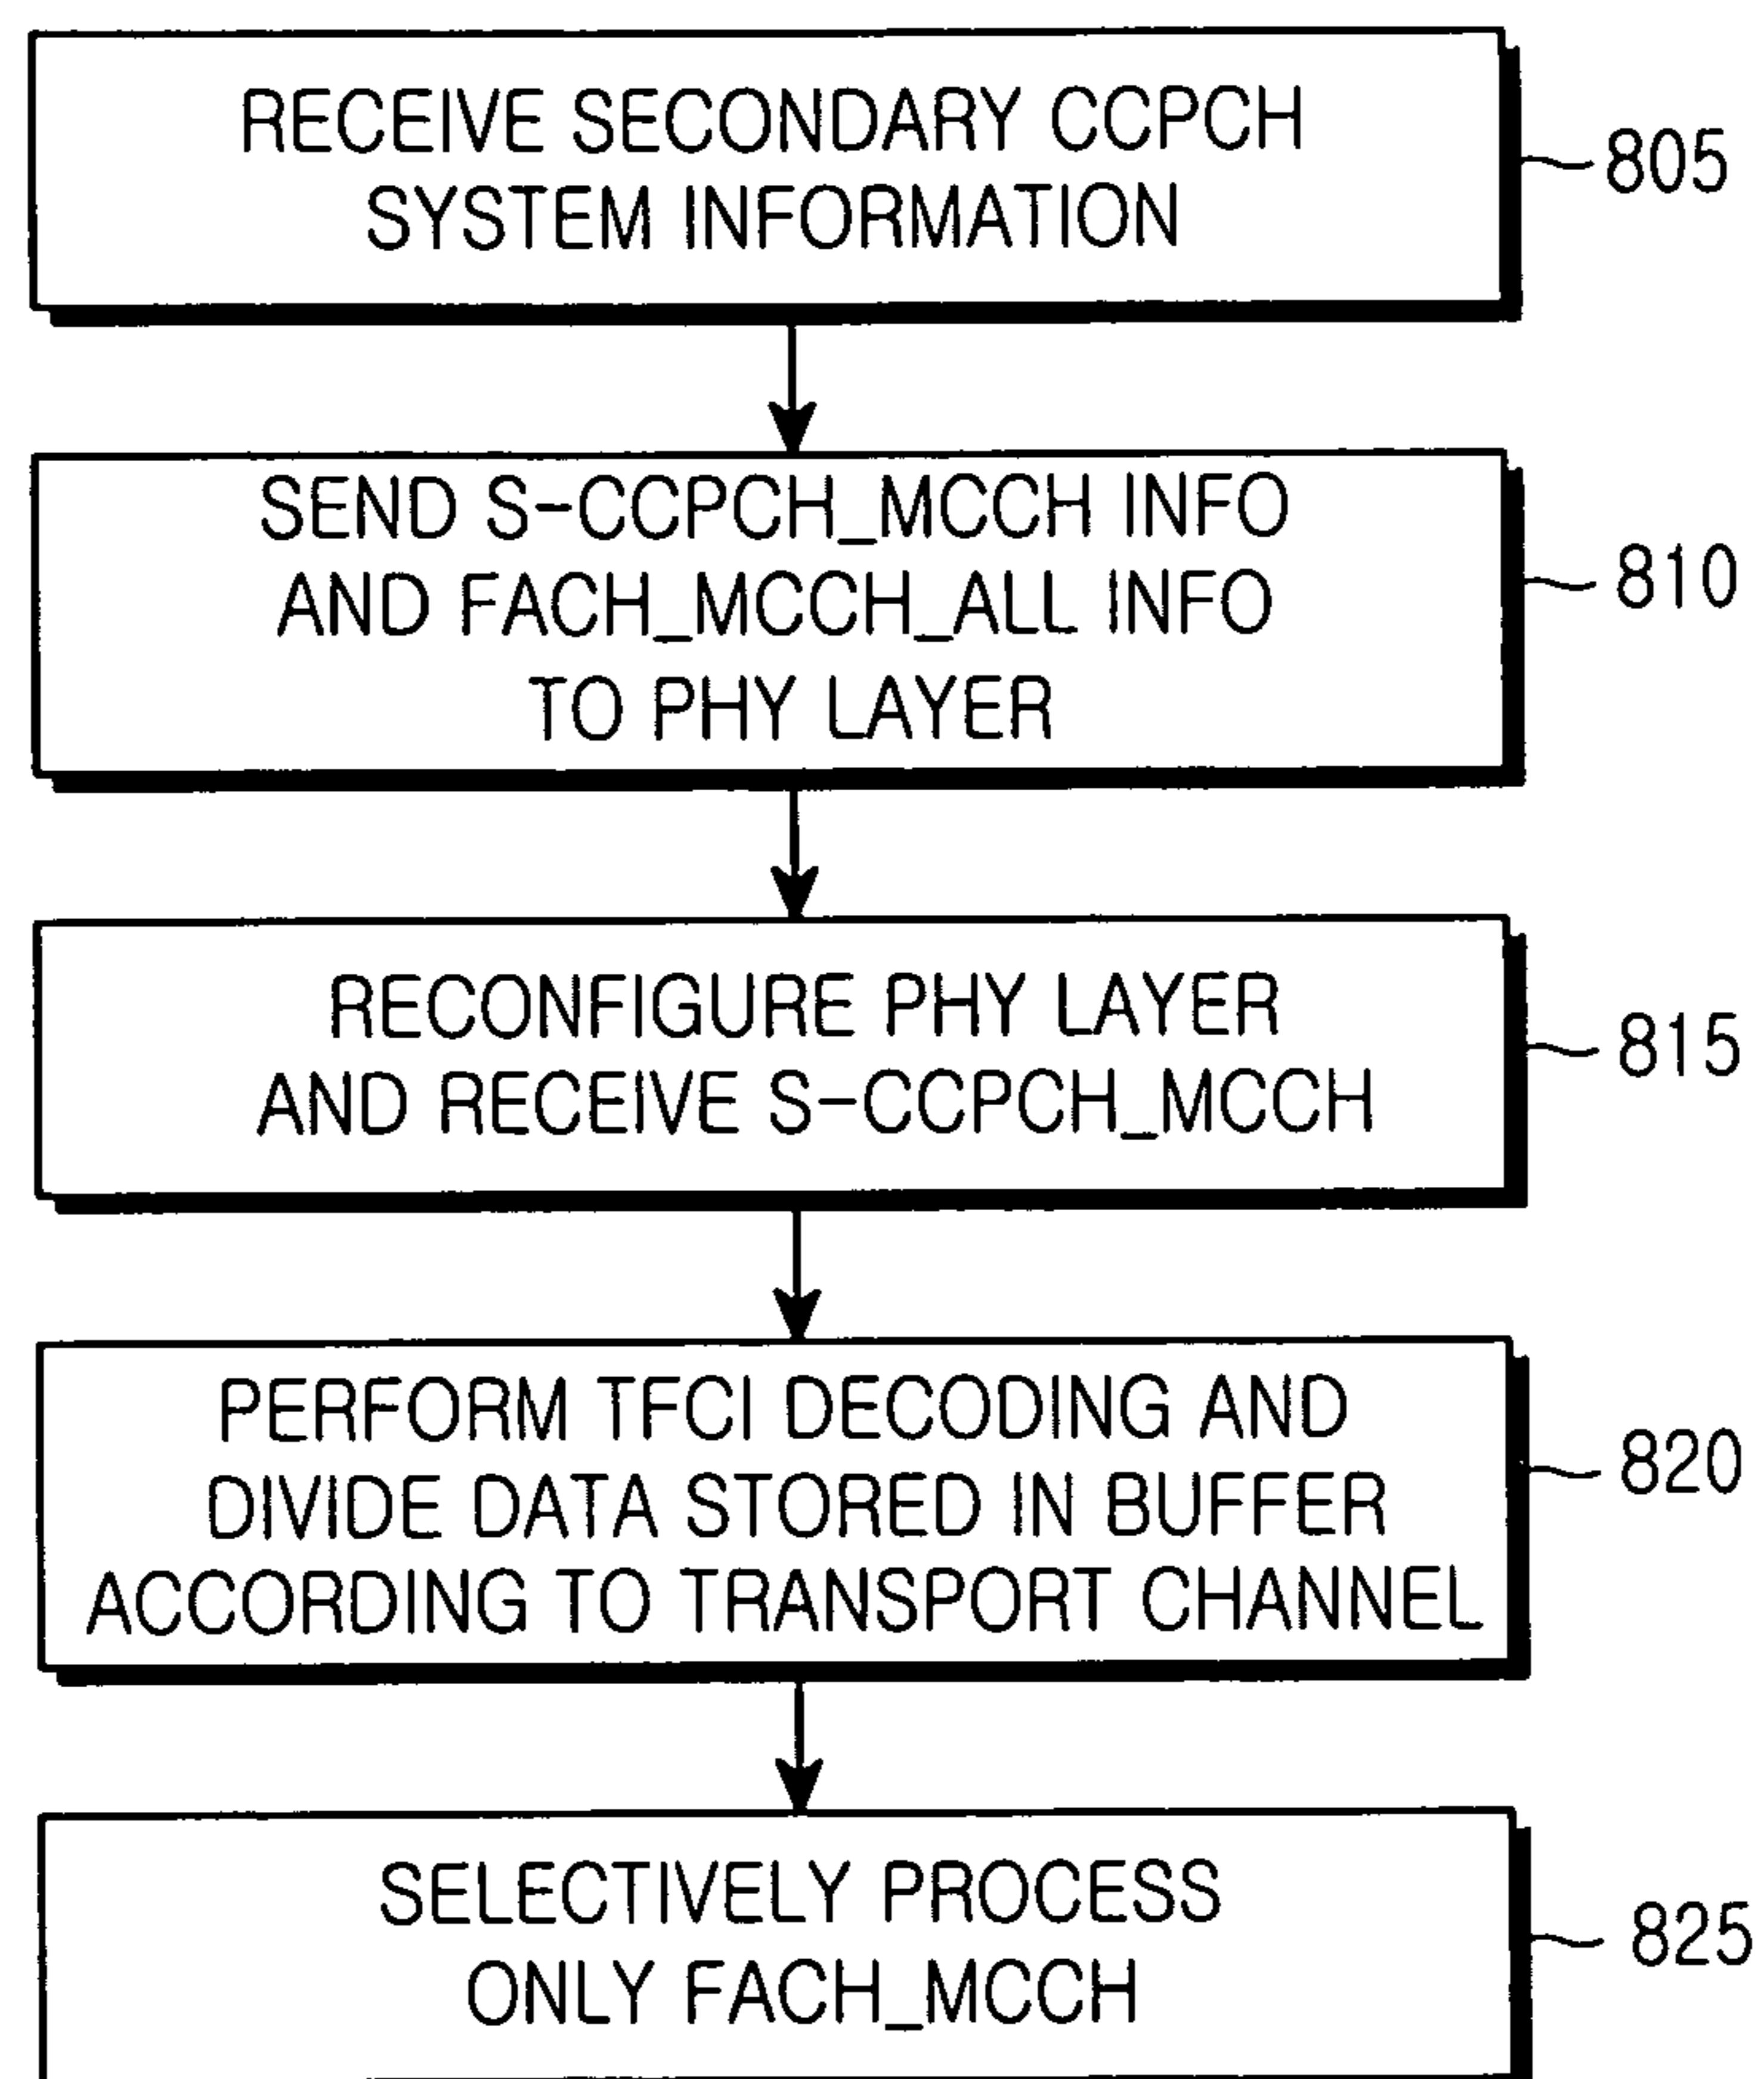 RECEIVE SECONDARY CCPCH
SYSTEM INFORMATION
805
SEND S-CCPCH_MCCH INFO
AND FACH_MCCH_ALL INFO
TO PHY LAYER
810
RECONFIGURE PHY LAYER
AND RECEIVE S-CCPCH_MCCH
815
PERFORM TFCI DECODING AND
DIVIDE DATA STORED IN BUFFER
ACCORDING TO TRANSPORT CHANNEL
820
SELECTIVELY PROCESS
ONLY FACH_MCCH
825